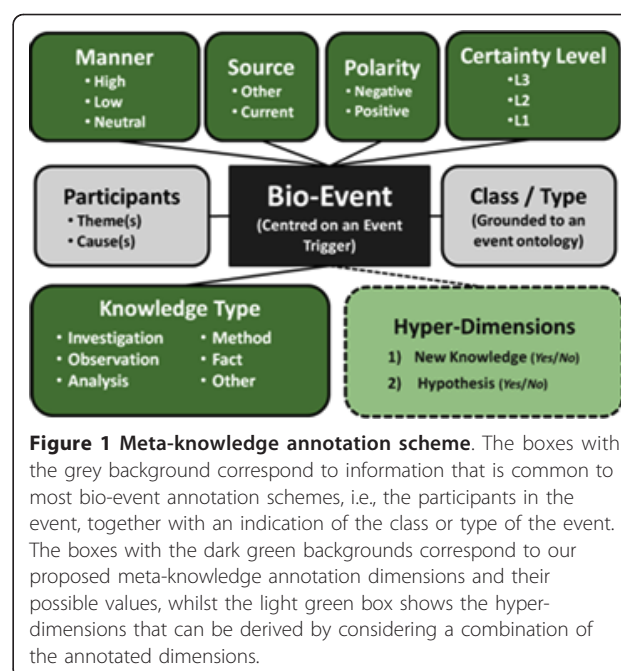 Manner
• High
• Low
• Neutral
Source
• Other
• Current
Polarity
• Negative
• Positive
Certainty Level
• L3
• L2
• L1
Participants
• Theme(s)
• Cause(s)
Bio-Event
(Centred on an Event
Trigger)
Class / Type
(Grounded to an
event ontology)
Knowledge Type
• Investigation
• Observation
• Analysis
• Method
• Fact
• Other
Hyper-Dimensions
1) New Knowledge (Yes/No)
2) Hypothesis (Yes/No)
Figure 1 Meta-knowledge annotation scheme. The boxes with
the grey background correspond to information that is common to
most bio-event annotation schemes, i.e., the participants in the
event, together with an indication of the class or type of the event.
The boxes with the dark green backgrounds correspond to our
proposed meta-knowledge annotation dimensions and their
possible values, whilst the light green box shows the hyper-
dimensions that can be derived by considering a combination of
the annotated dimensions.